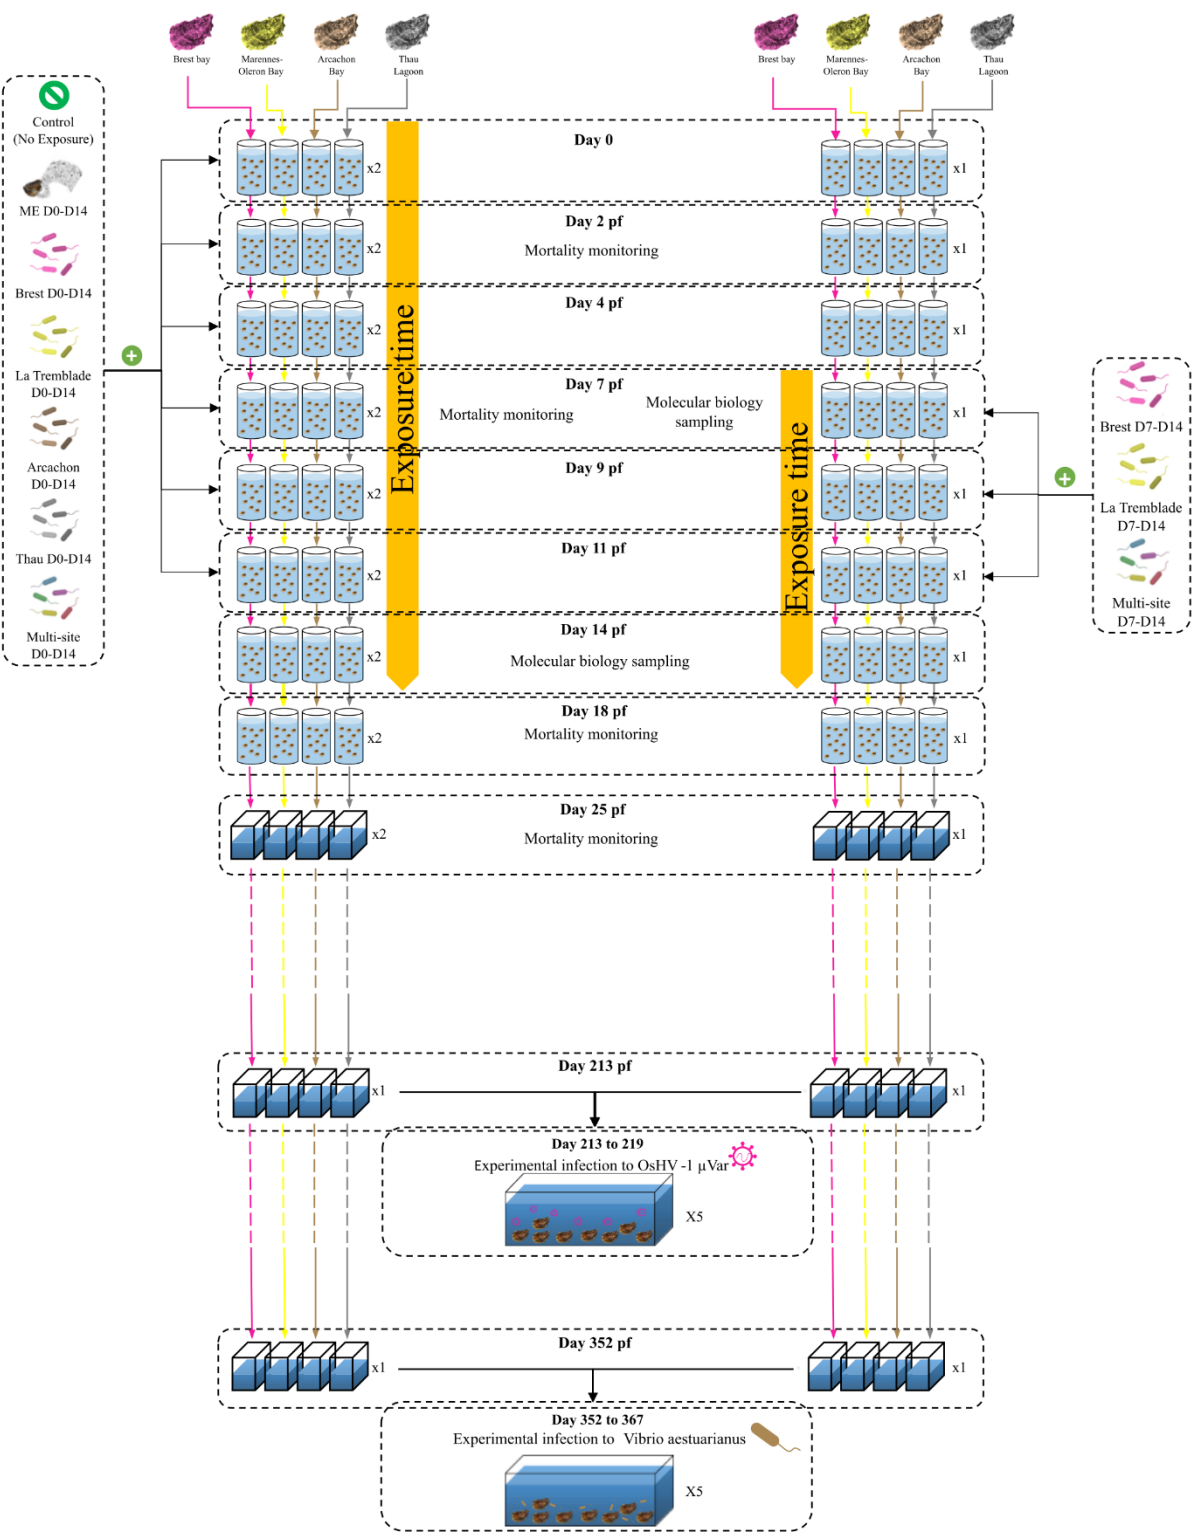 Brest bay
Marennes-
Oleron Bay
Arcachon
Bay
Thau
Lagoon
Brest bay
Marennes-
Oleron Bay
Arcachon
Bay
Thau
Lagoon
Control
(No Exposure)
ME D0-D14
Brest D0-D14
La Tremblade
D0-D14
Arcachon
D0-D14
Thau D0-D14
Multi-site
D0-D14
Exposure time
Day 0
x2
x1
Day 2 pf
Mortality monitoring
x2
x1
Day 4 pf
x2
x1
Day 7 pf
Mortality monitoring
Molecular biology
sampling
x2
x1
Day 9 pf
x2
x1
Day 11 pf
x2
x1
Day 14 pf
Molecular biology sampling
x2
x1
Day 18 pf
Mortality monitoring
x2
x1
Exposure time
Brest D7-D14
La Tremblade
D7-D14
Multi-site
D7-D14
Day 25 pf
Mortality monitoring
x2
x1
Day 213 pf
x1
x1
Day 213 to 219
Experimental infection to OsHV -1 µVar
X5
Day 352 pf
x1
x1
Day 352 to 367
Experimental infection to Vibrio aestuarianus
X5